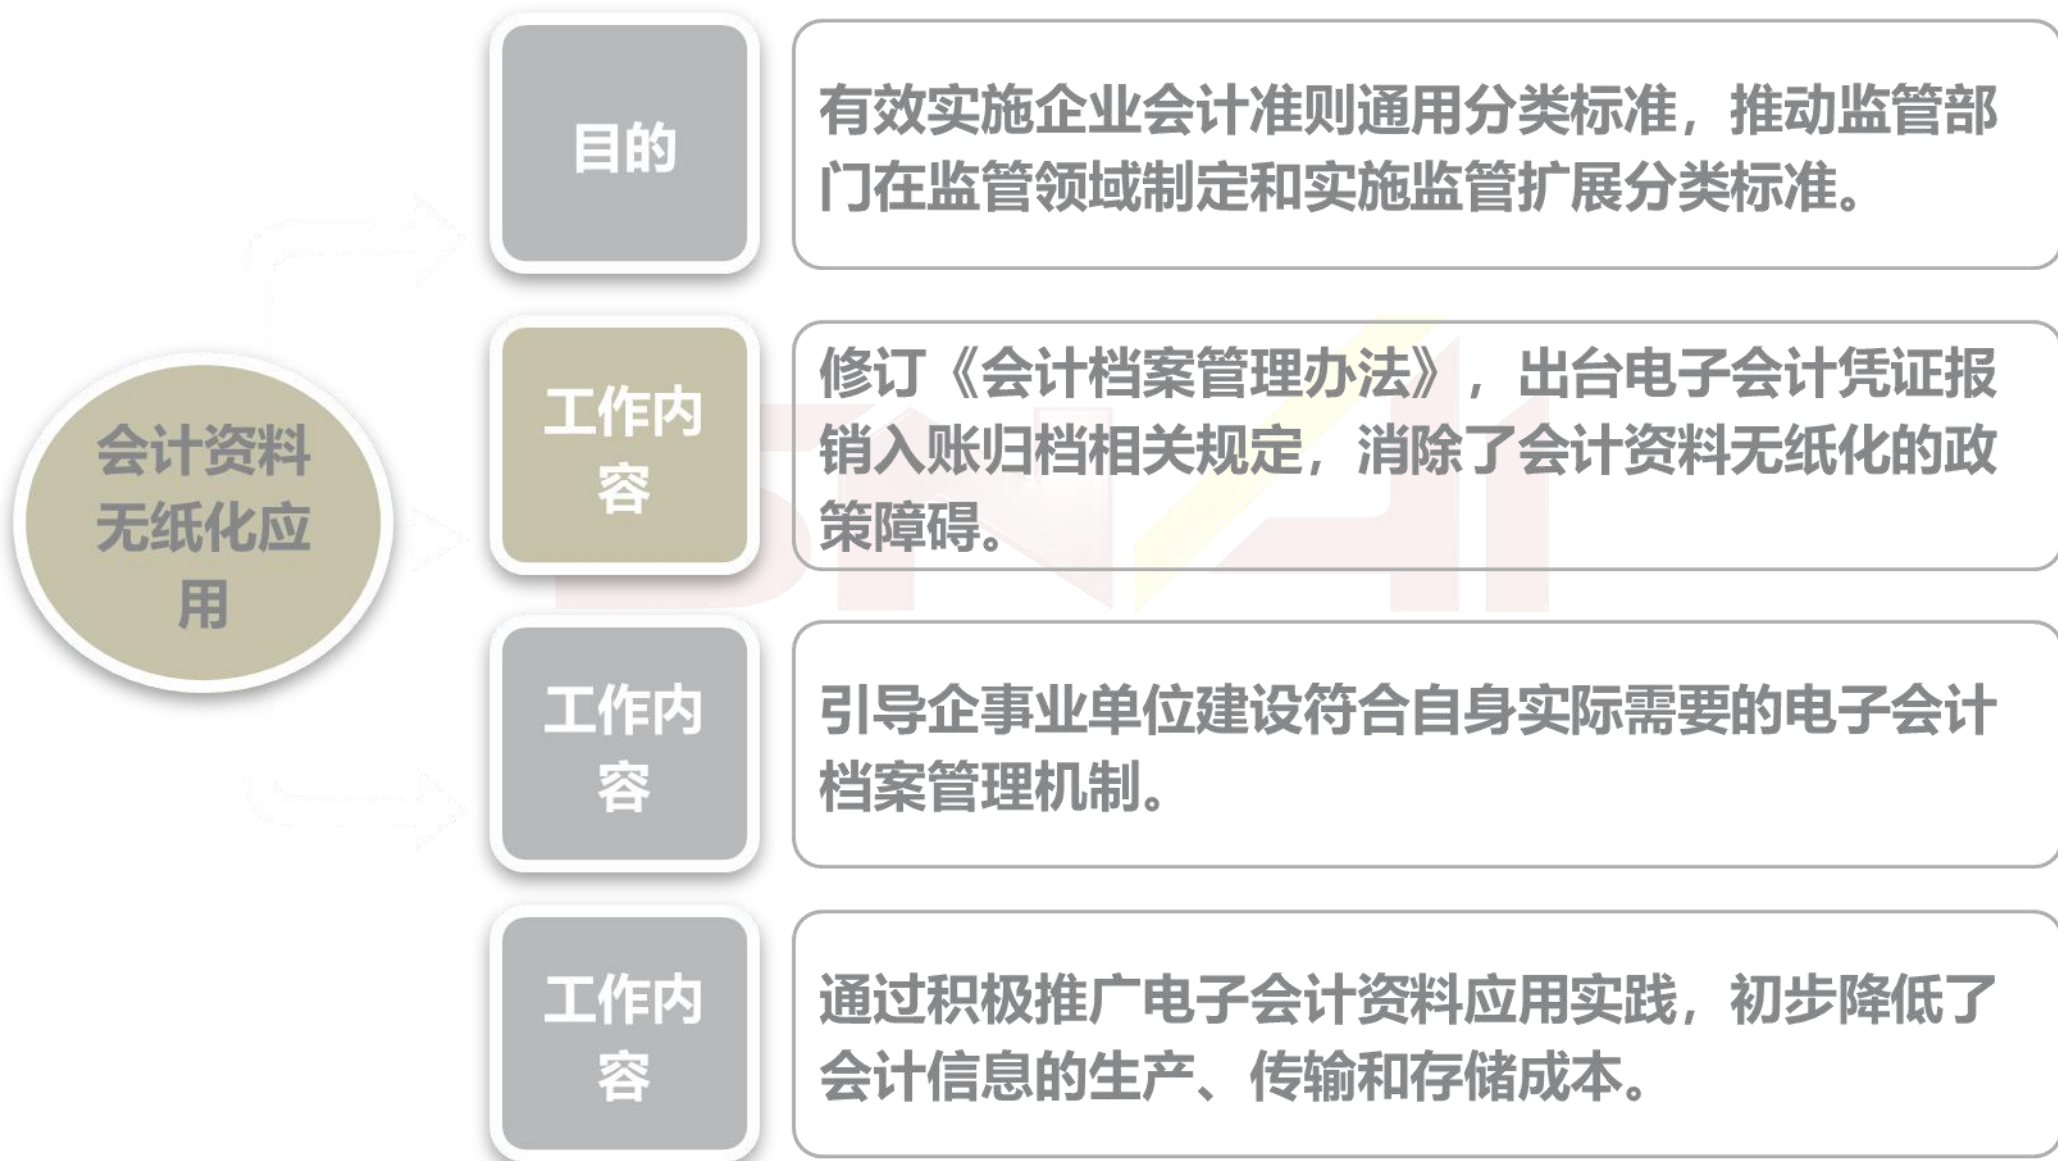 会计资料
无纸化应
用
目的
有效实施企业会计准则通用分类标准，推动监管部
门在监管领域制定和实施监管扩展分类标准。
工作内
容
修订《会计档案管理办法》，出台电子会计凭证报
销入账归档相关规定，消除了会计资料无纸化的政
策障碍。
工作内
容
引导企事业单位建设符合自身实际需要的电子会计
档案管理机制。
工作内
容
通过积极推广电子会计资料应用实践，初步降低了
会计信息的生产、传输和存储成本。